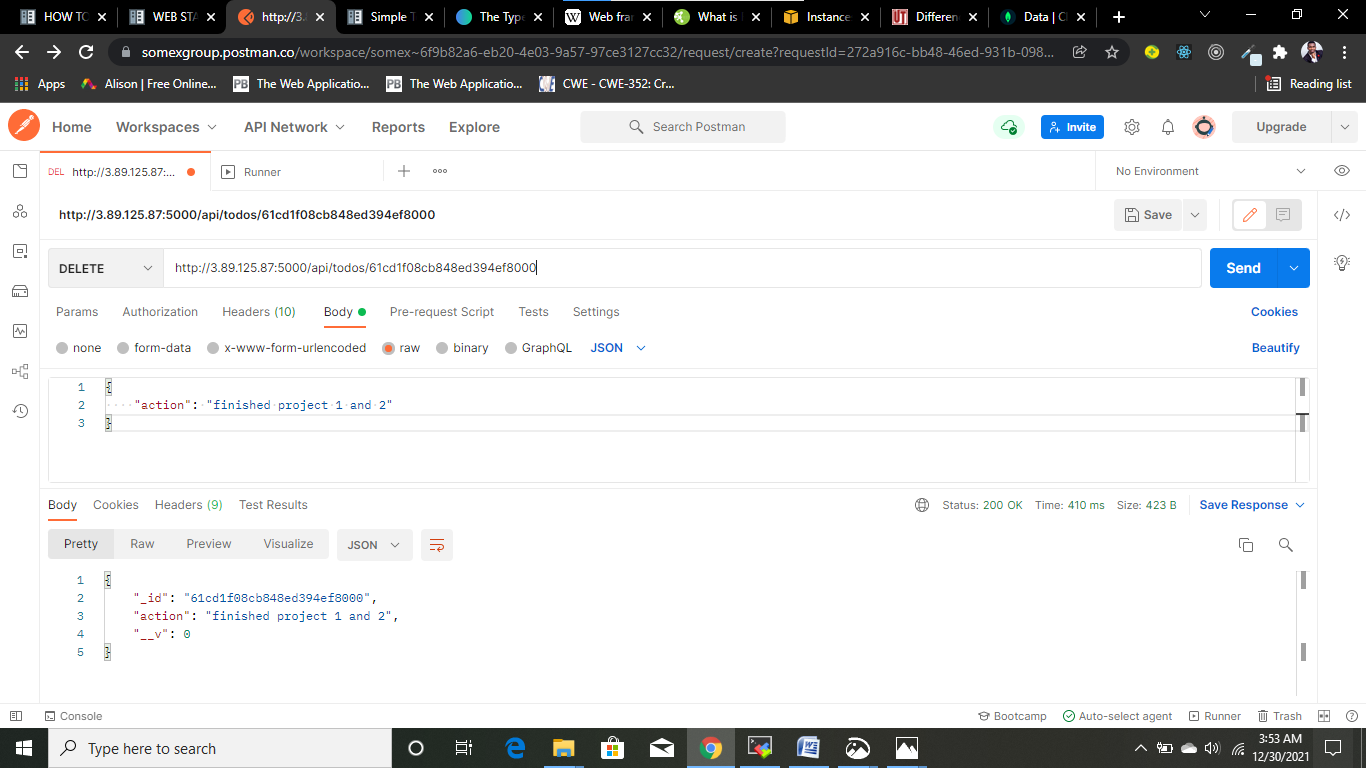 HOW TO
WEB STA
http://3.
Simple T
The Type
Web fra
What is
Instance
Differen
Data | C
somexgroup.postman.co/workspace/somex~6f9b82a6-eb20-4e03-9a57-97ce3127cc32/request/create?requestId=272a916c-bb48-46ed-931b-098...
Apps
Alison | Free Online...
PB The Web Applicatio...
PB The Web Applicatio...
CWE - CWE-352: Cr...
Reading list
Home
Workspaces
API Network
Reports
Explore
Search Postman
Invite
Upgrade
DEL http://3.89.125.87:...
Runner
No Environment
http://3.89.125.87:5000/api/todos/61cd1f08cb848ed394ef8000
Save
DELETE
http://3.89.125.87:5000/api/todos/61cd1f08cb848ed394ef8000
Send
Params
Authorization
Headers (10)
Body
Pre-request Script
Tests
Settings
Cookies
none
form-data
x-www-form-urlencoded
raw
binary
GraphQL
JSON
Beautify
1 {
2 "action": "finished project 1 and 2"
3 }
Body
Cookies
Headers (9)
Test Results
Status: 200 OK
Time: 410 ms
Size: 423 B
Save Response
Pretty
Raw
Preview
Visualize
JSON
1 {
2 "_id": "61cd1f08cb848ed394ef8000",
3 "action": "finished project 1 and 2",
4 "__v": 0
5 }
Console
Bootcamp
Auto-select agent
Runner
Trash
Type here to search
3:53 AM
12/30/2021